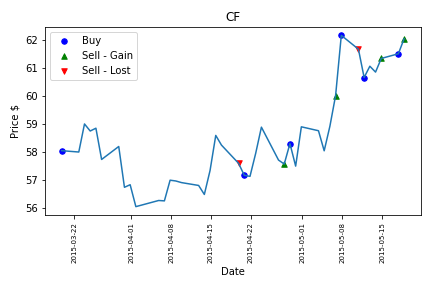 CF
Buy
Sell - Gain
Sell - Lost
Price $
62
61
60
59
58
57
56
2015-03-22
2015-04-01
2015-04-08
2015-04-15
2015-04-22
2015-05-01
2015-05-08
2015-05-15
Date